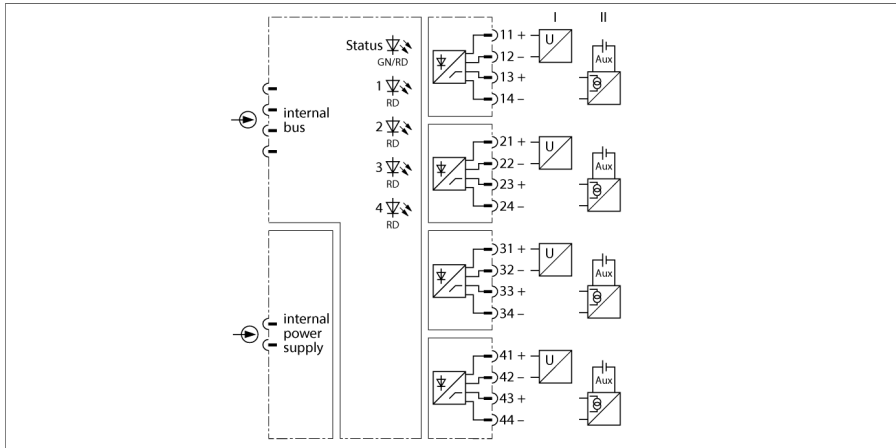 I II
Status
GN/RD
1
RD
2
RD
3
RD
4
RD
internal
bus
internal
power
supply
11 +
12 –
13 +
14 –
U
Aux
21 +
22 –
23 +
24 –
U
Aux
31 +
32 –
33 +
34 –
U
Aux
41 +
42 –
43 +
44 –
U
Aux